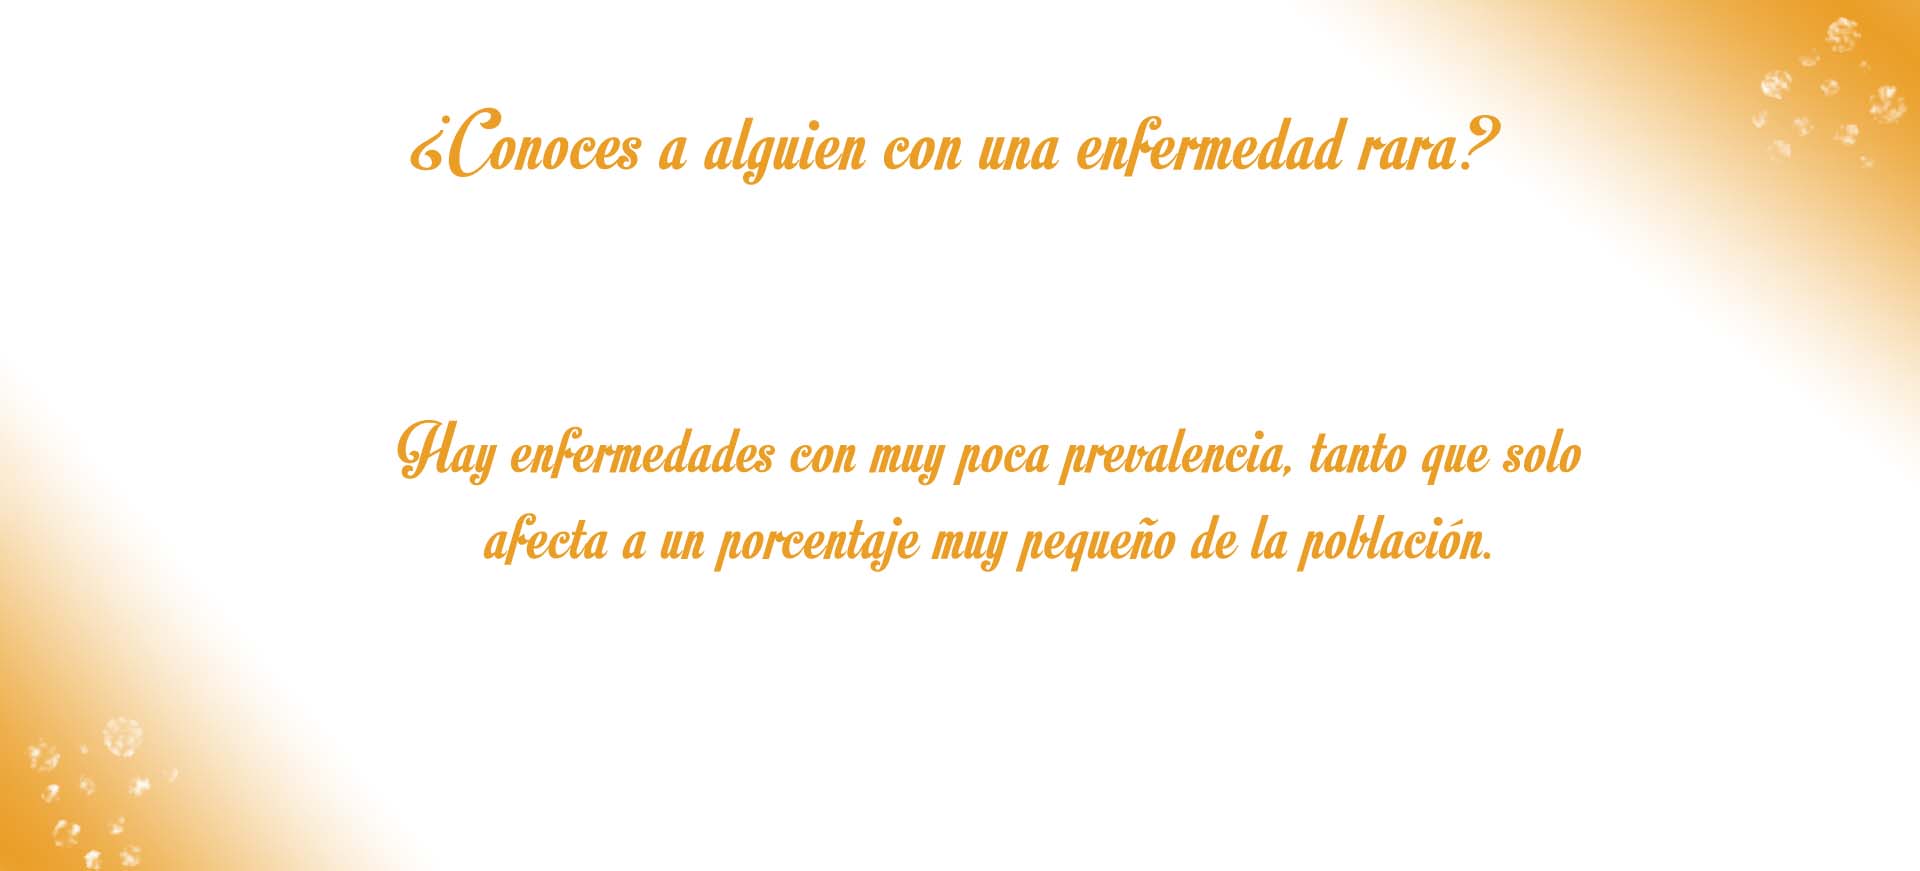 ¿Conoces a alguien con una enfermedad rara?
Hay enfermedades con muy poca prevalencia, tanto que solo
afecta a un porcentaje muy pequeño de la población.